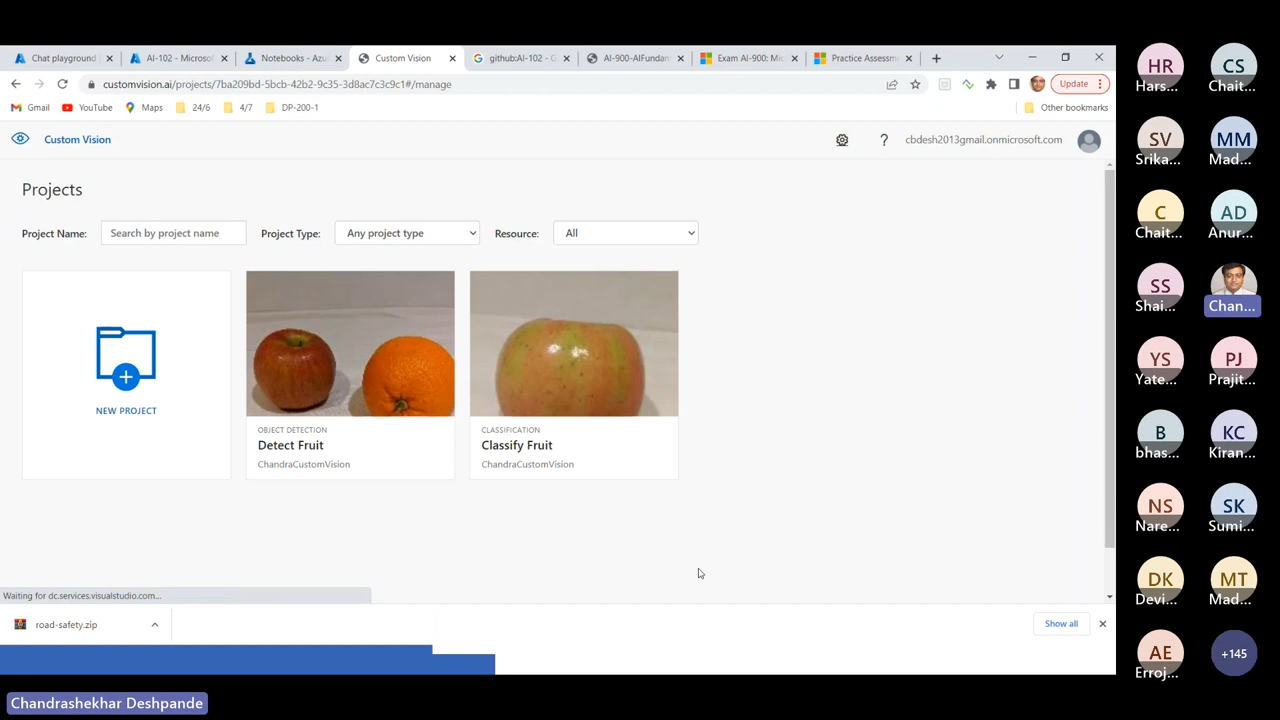 Chat playground
AI-102 - Microsof
Notebooks - Azu
Custom Vision
github:AI-102 - G
AI-900-AIFundan
Exam AI-900: Mic
Practice Assessm
customvision.ai/projects/7ba209bd-5bcb-42b2-9c35-3d8ac7c3c9c1#/manage
Update
Gmail
YouTube
Maps
24/6
4/7
DP-200-1
Other bookmarks
Custom Vision
?
cbdesh2013gmail.onmicrosoft.com
Projects
Project Name:
Search by project name
Project Type:
Any project type
Resource:
All
NEW PROJECT
OBJECT DETECTION
Detect Fruit
ChandraCustomVision
CLASSIFICATION
Classify Fruit
ChandraCustomVision
Waiting for dc.services.visualstudio.com...
road-safety.zip
Show all
Chandrashekhar Deshpande
HR
Hars...
CS
Chait...
SV
Srika...
MM
Mad...
C
Chait...
AD
Anur...
SS
Shai...
Chan...
YS
Yate...
PJ
Prajit...
B
bhas...
KC
Kiran...
NS
Nare...
SK
Sumi...
DK
Devi...
MT
Mad...
AE
Erroj...
+145